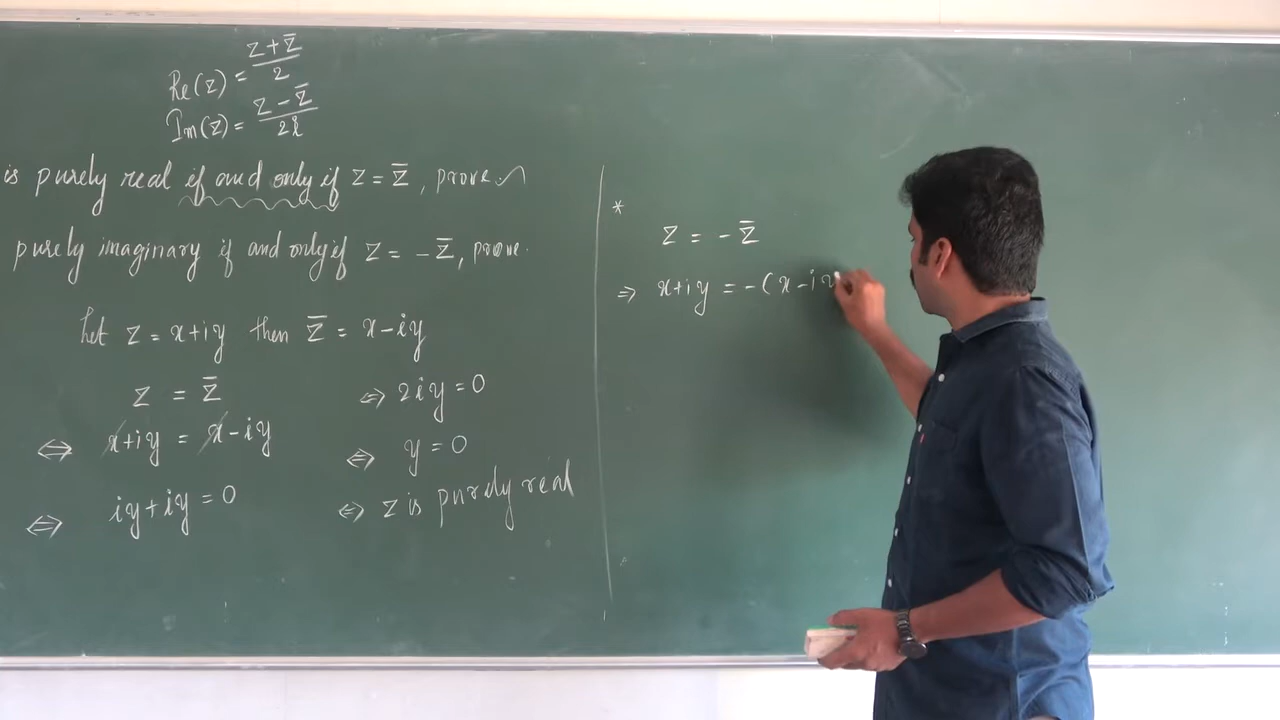 Re(z) = z + z̅ / 2
Im(z) = z - z̅ / 2i
is purely real if and only if z = z̅, prove.
purely imaginary if and only if z = - z̅, prove.
Let z = x+iy then z̅ = x-iy
z = z̅
⇔ x+iy = x-iy
⇔ iy+iy = 0
⇔ 2iy = 0
⇔ y = 0
⇔ z is purely real
*
z = - z̅
⇒ x+iy = -(x-iy